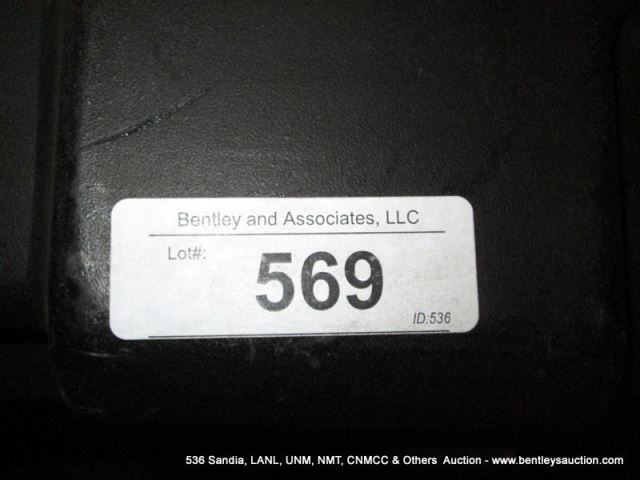 Bentley and Associates, LLC
Lot#:
569
ID:536
536 Sandia, LANL, UNM, NMT, CNMCC & Others Auction - www.bentleysauction.com